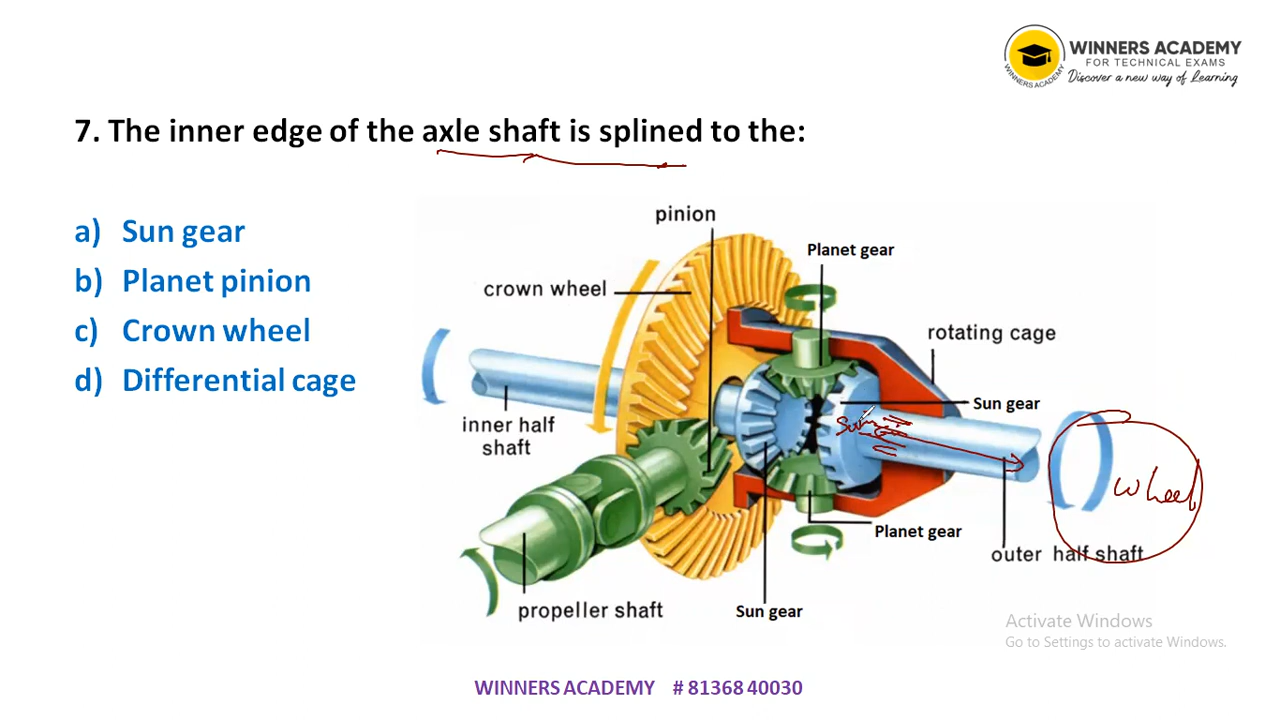 WINNERS ACADEMY
FOR TECHNICAL EXAMS
Discover a new way of Learning
WINNERS ACADEMY
7. The inner edge of the axle shaft is splined to the:
a) Sun gear
b) Planet pinion
c) Crown wheel
d) Differential cage
pinion
Planet gear
crown wheel
rotating cage
Sun gear
inner half
shaft
wheel
Planet gear
outer half shaft
propeller shaft
Sun gear
Activate Windows
Go to Settings to activate Windows.
WINNERS ACADEMY # 81368 40030